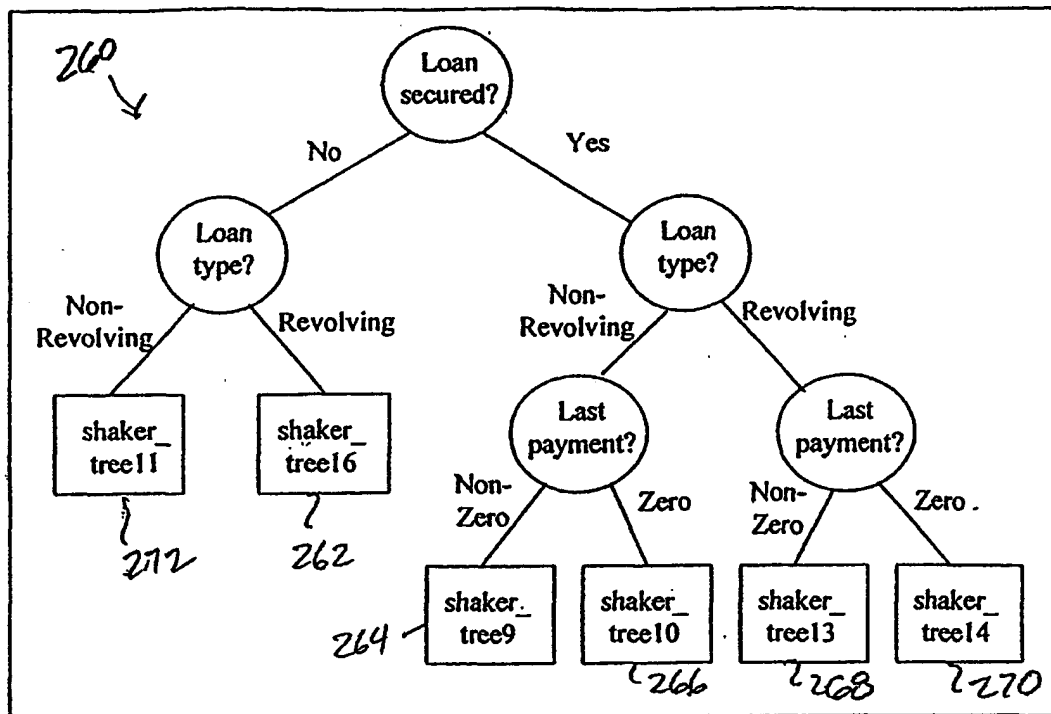 260
Loan
secured?
No
Yes
Loan
type?
Loan
type?
Non-
Revolving
Revolving
Non-
Revolving
Revolving
shaker_
tree11
shaker_
tree16
Last
payment?
Last
payment?
272
262
Non-
Zero
Zero
Non-
Zero
Zero
264
shaker_
tree9
shaker_
tree10
shaker_
tree13
shaker_
tree14
266
268
270